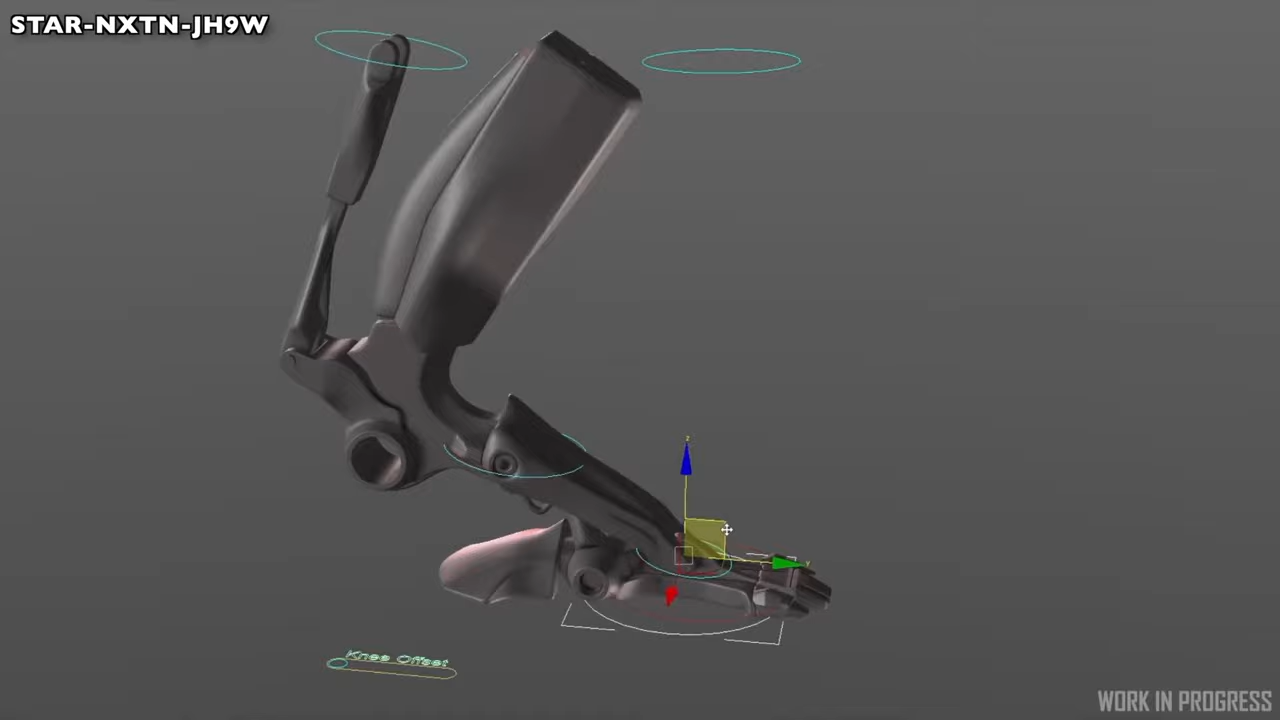 STAR-NXTN-JH9W
z
y
Knee Offset
WORK IN PROGRESS